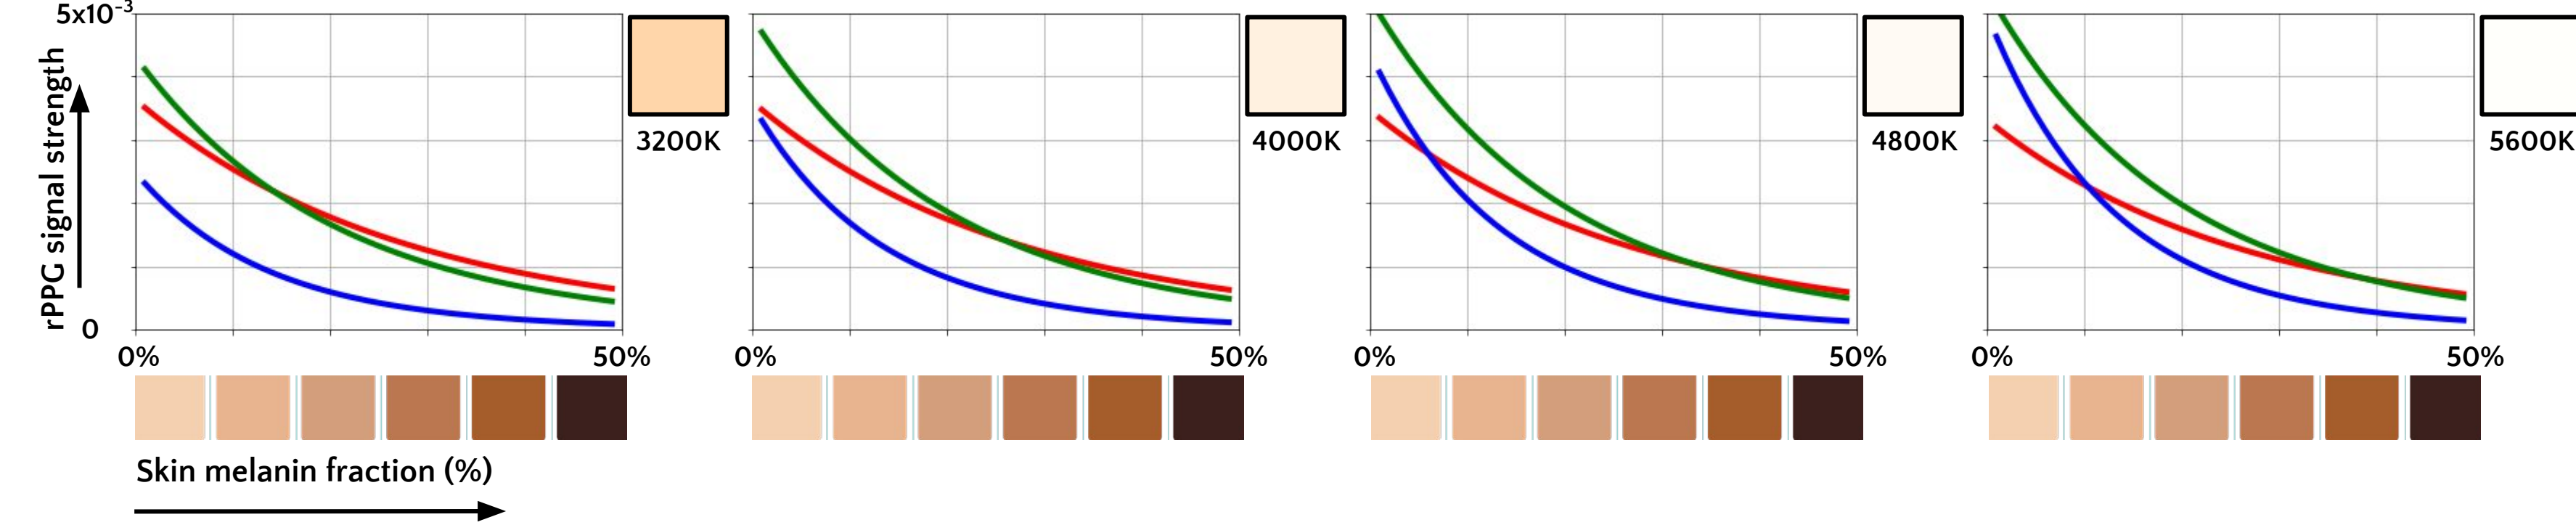 5x10⁻³
rPPG signal strength
0
0%
50%
3200K
0%
50%
4000K
0%
50%
4800K
0%
50%
5600K
Skin melanin fraction (%)